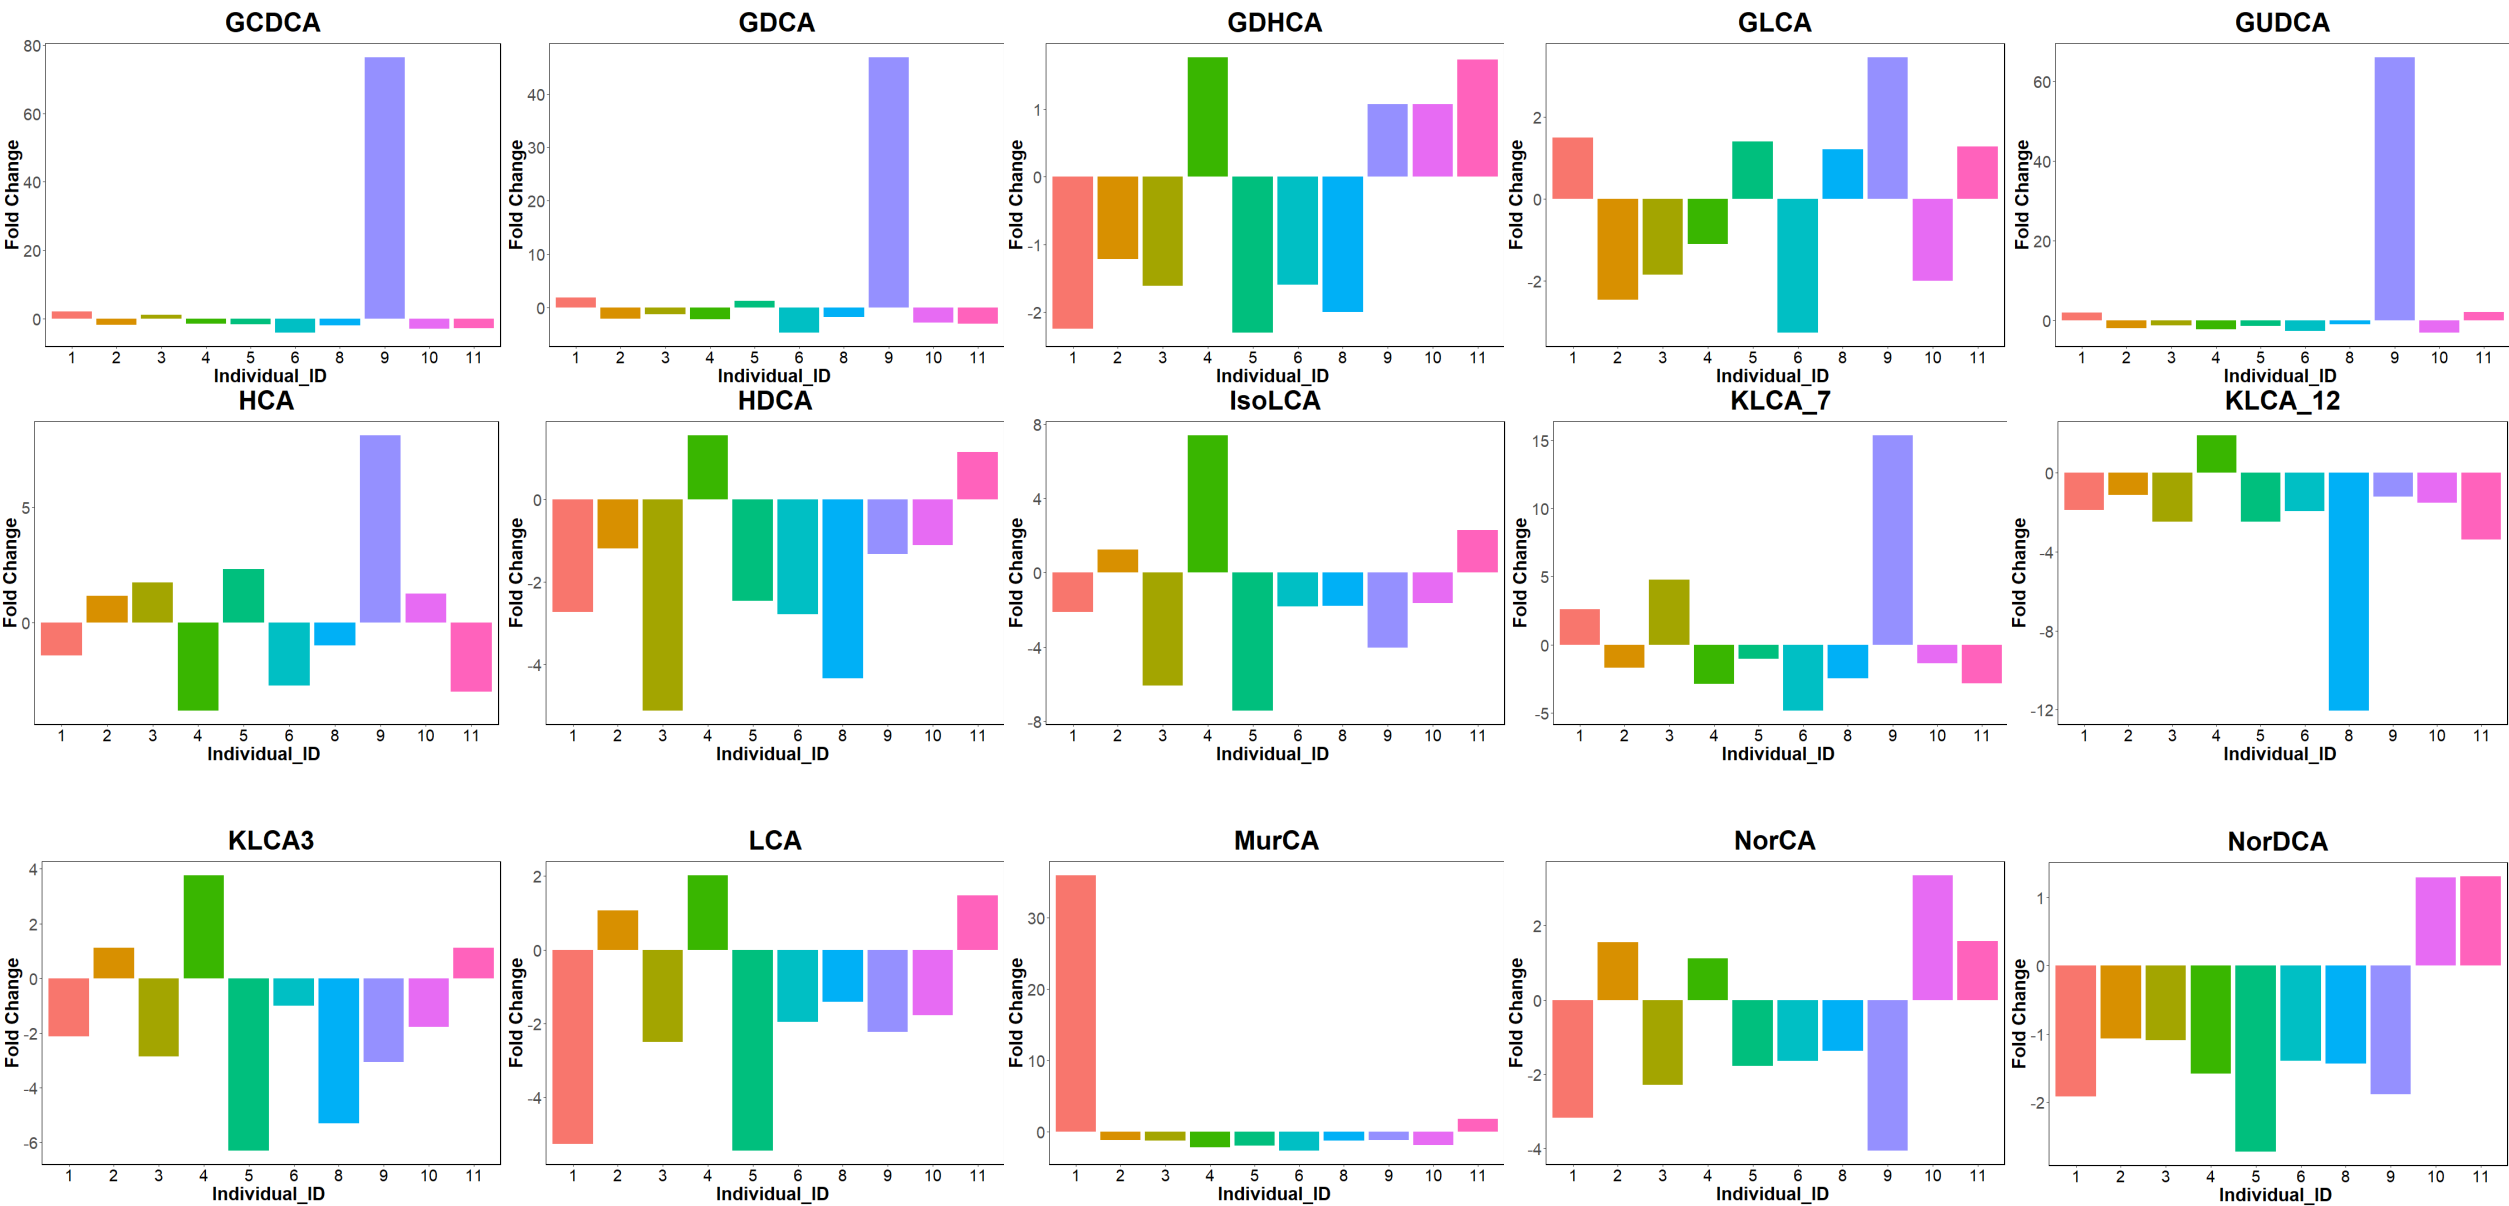 GCDCA GDCA GDHCA GLCA GUDCA
Fold Change Fold Change Fold Change Fold Change Fold Change
80 60 40 20 0
40 30 20 10 0
1 0 -1 -2
2 0 -2
60 40 20 0
1 2 3 4 5 6 8 9 10 11
1 2 3 4 5 6 8 9 10 11
1 2 3 4 5 6 8 9 10 11
1 2 3 4 5 6 8 9 10 11
1 2 3 4 5 6 8 9 10 11
Individual_ID Individual_ID Individual_ID Individual_ID Individual_ID
HCA HDCA IsoLCA KLCA_7 KLCA_12
Fold Change Fold Change Fold Change Fold Change Fold Change
5 0
0 -2 -4
8 4 0 -4 -8
15 10 5 0 -5
0 -4 -8 -12
1 2 3 4 5 6 8 9 10 11
1 2 3 4 5 6 8 9 10 11
1 2 3 4 5 6 8 9 10 11
1 2 3 4 5 6 8 9 10 11
1 2 3 4 5 6 8 9 10 11
Individual_ID Individual_ID Individual_ID Individual_ID Individual_ID
KLCA3 LCA MurCA NorCA NorDCA
Fold Change Fold Change Fold Change Fold Change Fold Change
4 2 0 -2 -4 -6
2 0 -2 -4
30 20 10 0
2 0 -2 -4
1 0 -1 -2
1 2 3 4 5 6 8 9 10 11
1 2 3 4 5 6 8 9 10 11
1 2 3 4 5 6 8 9 10 11
1 2 3 4 5 6 8 9 10 11
1 2 3 4 5 6 8 9 10 11
Individual_ID Individual_ID Individual_ID Individual_ID Individual_ID